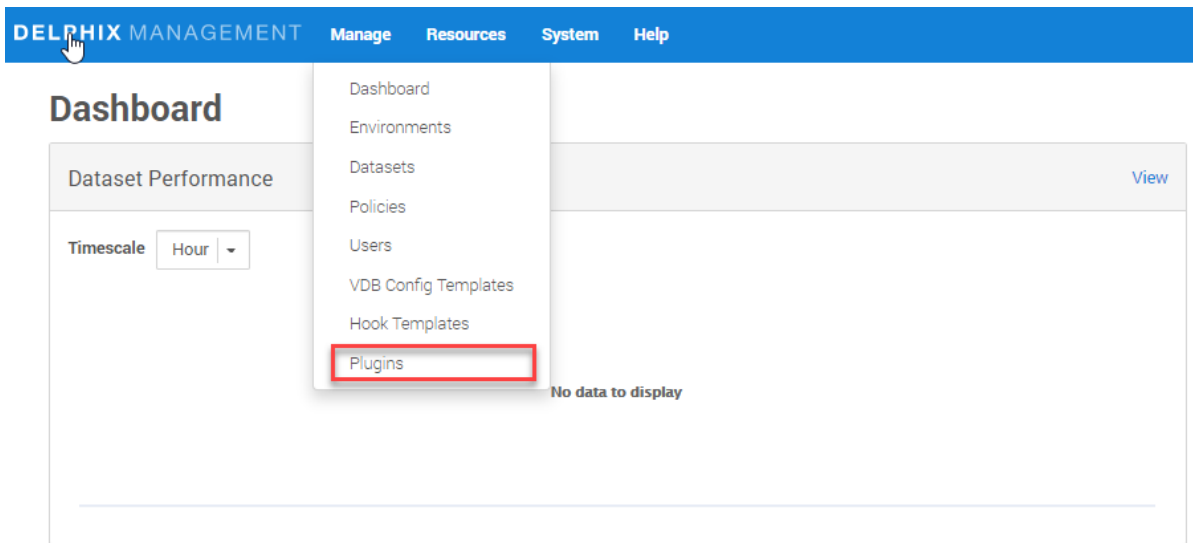 DELPHIX MANAGEMENT Manage Resources System Help
Dashboard
Environments
Datasets
Policies
Users
VDB Config Templates
Hook Templates
Plugins
Dashboard
Dataset Performance View
Timescale Hour
No data to display